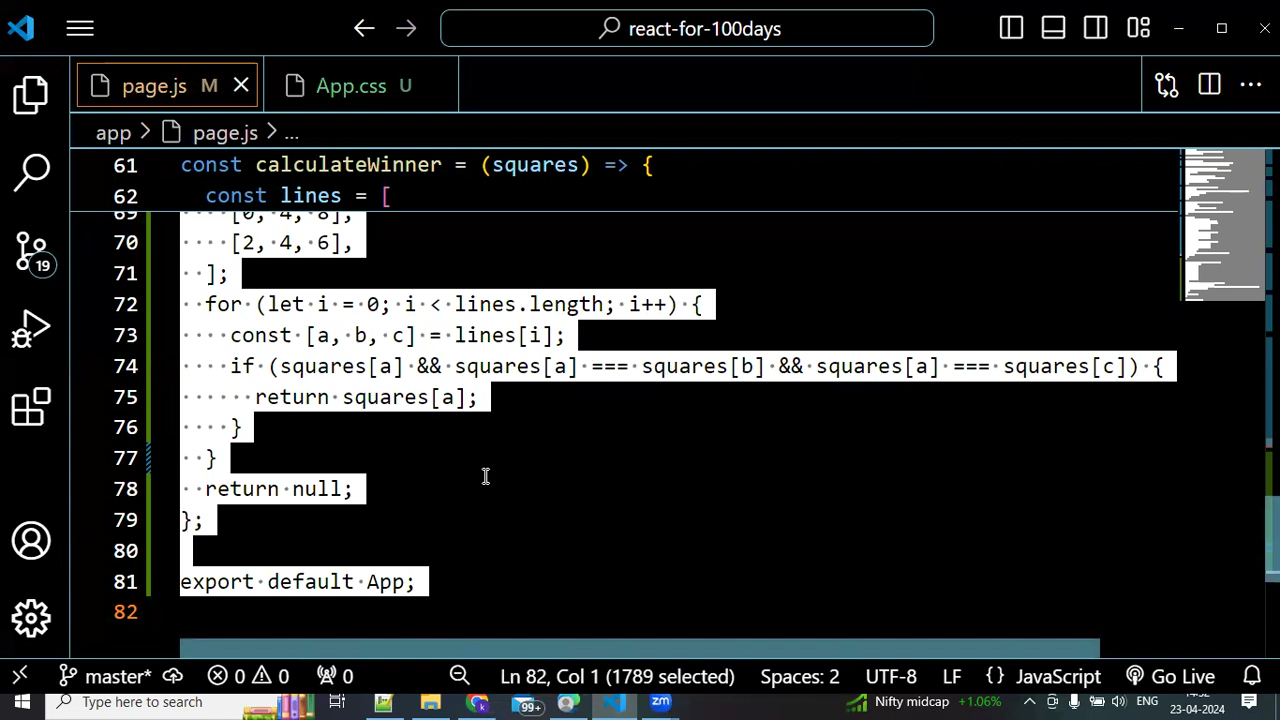 react-for-100days
page.js M
App.css U
app > page.js > ...
61 const calculateWinner = (squares) => {
62 const lines = [
69 [0, 4, 8],
70 [2, 4, 6],
71 ];
72 for (let i = 0; i < lines.length; i++) {
73 const [a, b, c] = lines[i];
74 if (squares[a] && squares[a] === squares[b] && squares[a] === squares[c]) {
75 return squares[a];
76 }
77 }
78 return null;
79 };
80
81 export default App;
82
19
master* 0 0 0 Ln 82, Col 1 (1789 selected) Spaces: 2 UTF-8 LF {} JavaScript Go Live
Type here to search 99+ Nifty midcap +1.06% ENG
zm
23-04-2024